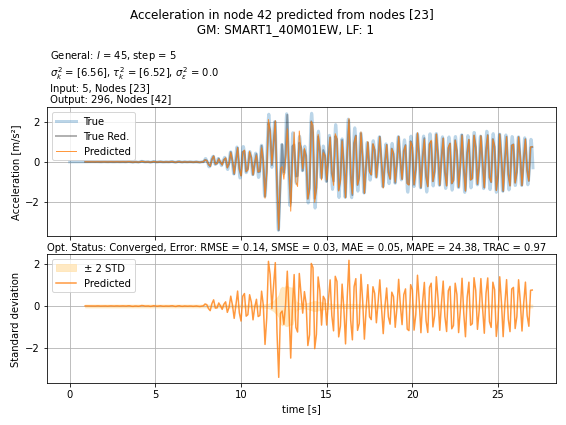 Acceleration in node 42 predicted from nodes [23]
GM: SMART1_40M01EW, LF: 1
General: l = 45, step = 5
σ²ₖ = [6.56], τ²ₖ = [6.52], σ²ε = 0.0
Input: 5, Nodes [23]
Output: 296, Nodes [42]
True
True Red.
Predicted
Acceleration [m/s²]
2
0
−2
Opt. Status: Converged, Error: RMSE = 0.14, SMSE = 0.03, MAE = 0.05, MAPE = 24.38, TRAC = 0.97
± 2 STD
Predicted
Standard deviation
2
0
−2
0 5 10 15 20 25
time [s]